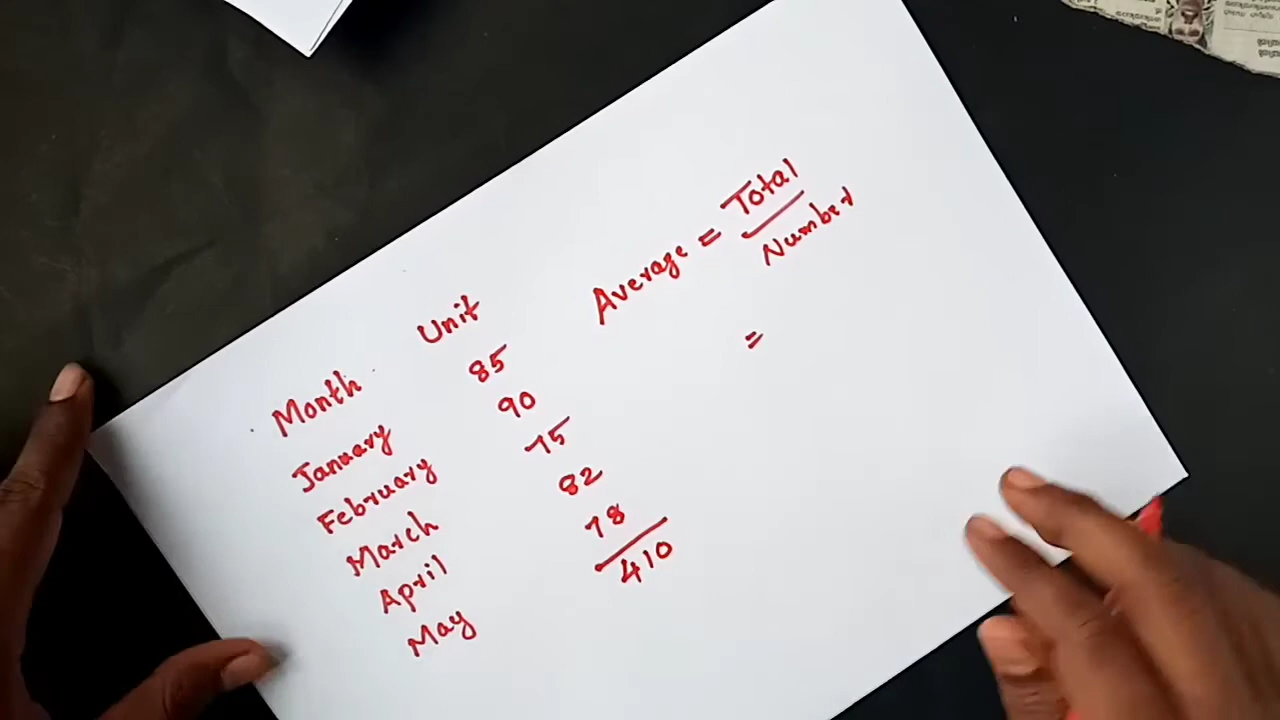 Month Unit
January 85
February 90
March 75
April 82
May 78
410
Average = Total
Number
=